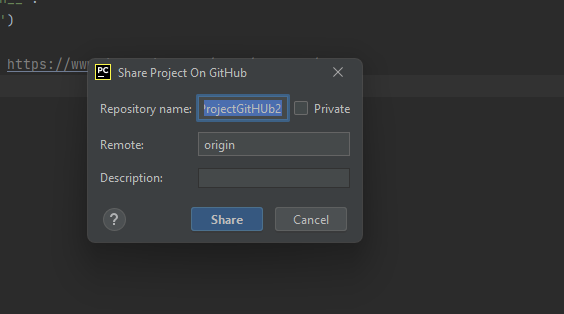 ')
https://www
PC Share Project On GitHub
Repository name: rojectGitHUb2 Private
Remote: origin
Description:
? Share Cancel